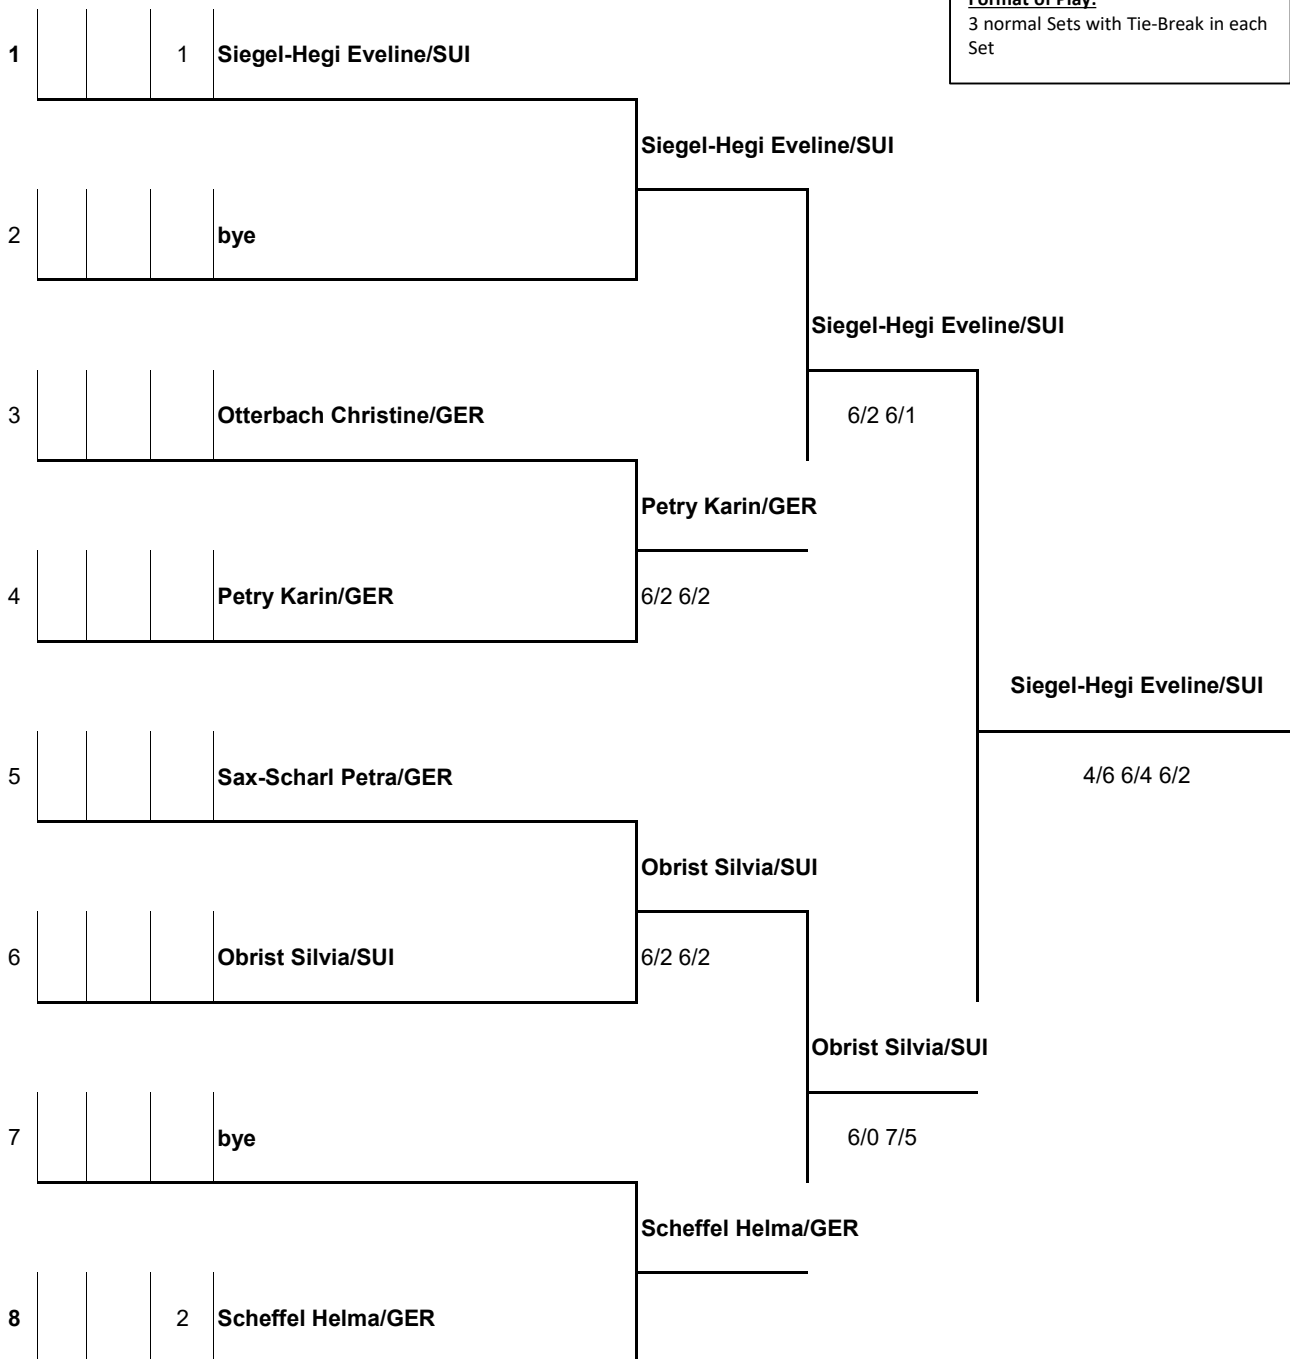 Format of Play:
3 normal Sets with Tie-Break in each
Set
1 1 Siegel-Hegi Eveline/SUI
Siegel-Hegi Eveline/SUI
2 bye
Siegel-Hegi Eveline/SUI
3 Otterbach Christine/GER 6/2 6/1
Petry Karin/GER
4 Petry Karin/GER 6/2 6/2
Siegel-Hegi Eveline/SUI
5 Sax-Scharl Petra/GER 4/6 6/4 6/2
Obrist Silvia/SUI
6 Obrist Silvia/SUI 6/2 6/2
Obrist Silvia/SUI
7 bye 6/0 7/5
Scheffel Helma/GER
8 2 Scheffel Helma/GER